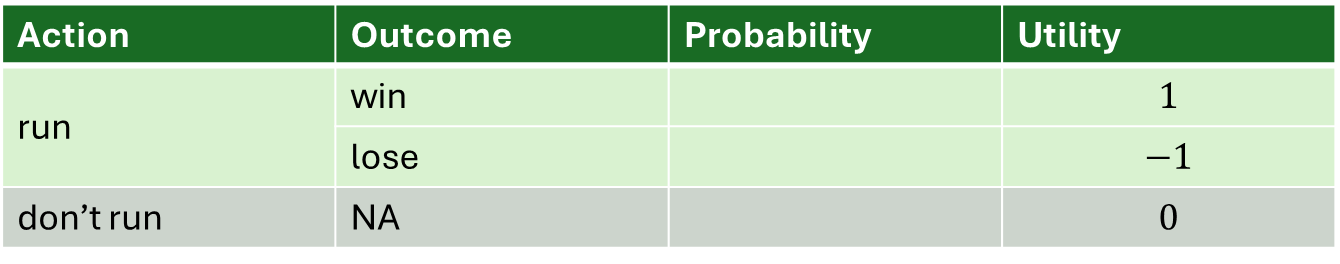 Action Outcome Probability Utility
run win 1
lose −1
don’t run NA 0